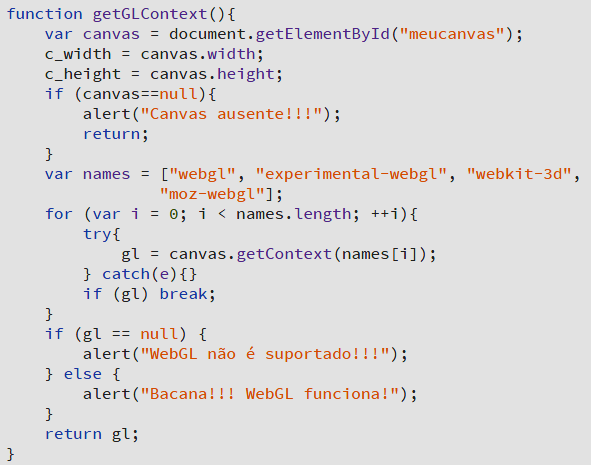 function getGLContext(){
    var canvas = document.getElementById("meucanvas");
    c_width = canvas.width;
    c_height = canvas.height;
    if (canvas==null){
        alert("Canvas ausente!!!");
        return;
    }
    var names = ["webgl", "experimental-webgl", "webkit-3d",
                "moz-webgl"];
    for (var i = 0; i < names.length; ++i){
        try{
            gl = canvas.getContext(names[i]);
        } catch(e){}
        if (gl) break;
    }
    if (gl == null) {
        alert("WebGL não é suportado!!!");
    } else {
        alert("Bacana!!! WebGL funciona!");
    }
    return gl;
}